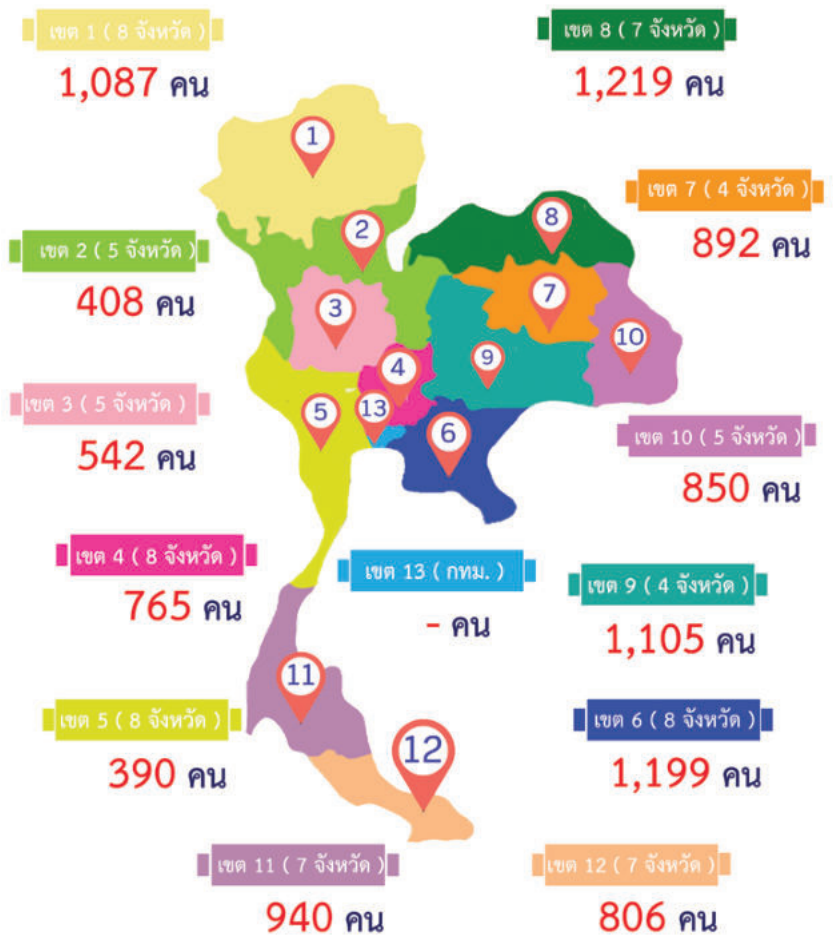 เขต 1 ( 8 จังหวัด )
1,087 คน
เขต 8 ( 7 จังหวัด )
1,219 คน
1
เขต 7 ( 4 จังหวัด )
892 คน
8
2
เขต 2 ( 5 จังหวัด )
408 คน
7
3
10
9
4
เขต 3 ( 5 จังหวัด )
542 คน
5
13
6
เขต 10 ( 5 จังหวัด )
850 คน
เขต 4 ( 8 จังหวัด )
765 คน
เขต 13 ( กทม. )
- คน
เขต 9 ( 4 จังหวัด )
1,105 คน
11
เขต 5 ( 8 จังหวัด )
390 คน
12
เขต 6 ( 8 จังหวัด )
1,199 คน
เขต 11 ( 7 จังหวัด )
940 คน
เขต 12 ( 7 จังหวัด )
806 คน